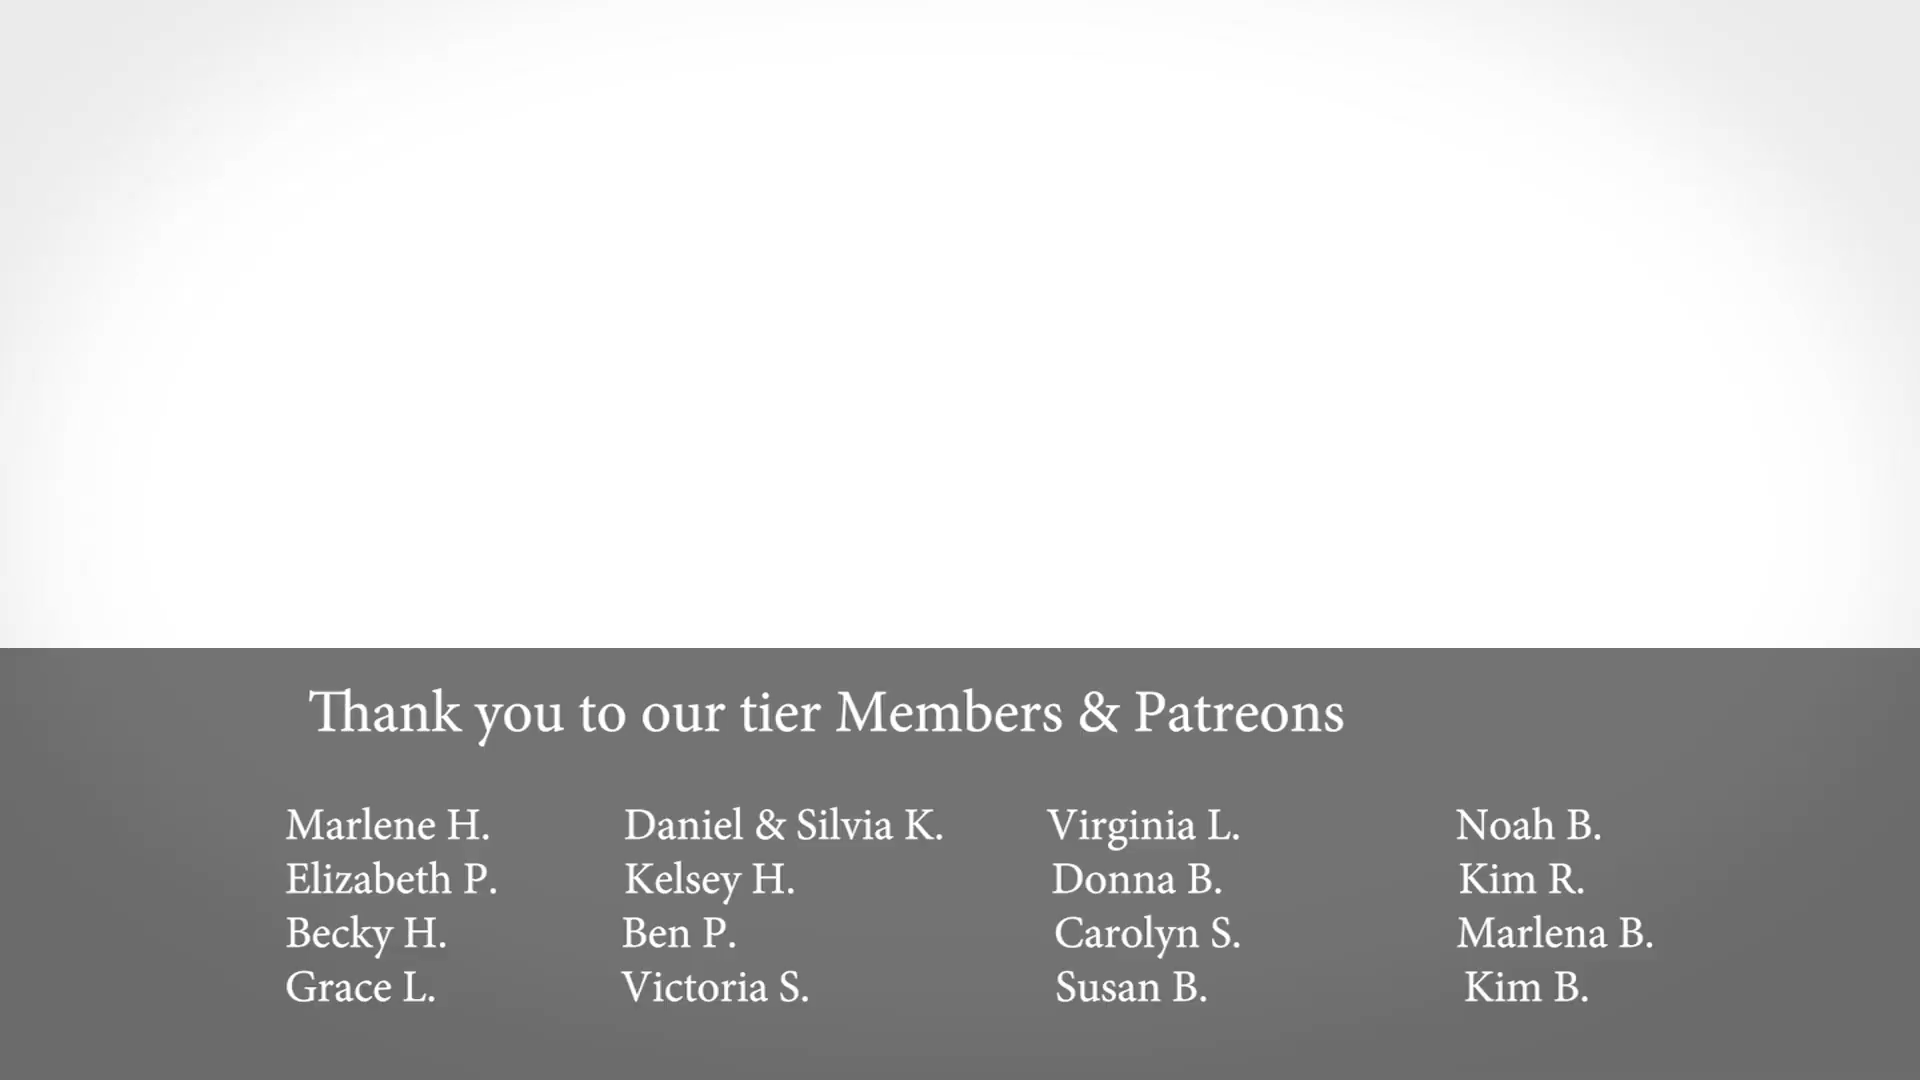 Thank you to our tier Members & Patreons
Marlene H. Daniel & Silvia K. Virginia L. Noah B.
Elizabeth P. Kelsey H. Donna B. Kim R.
Becky H. Ben P. Carolyn S. Marlena B.
Grace L. Victoria S. Susan B. Kim B.